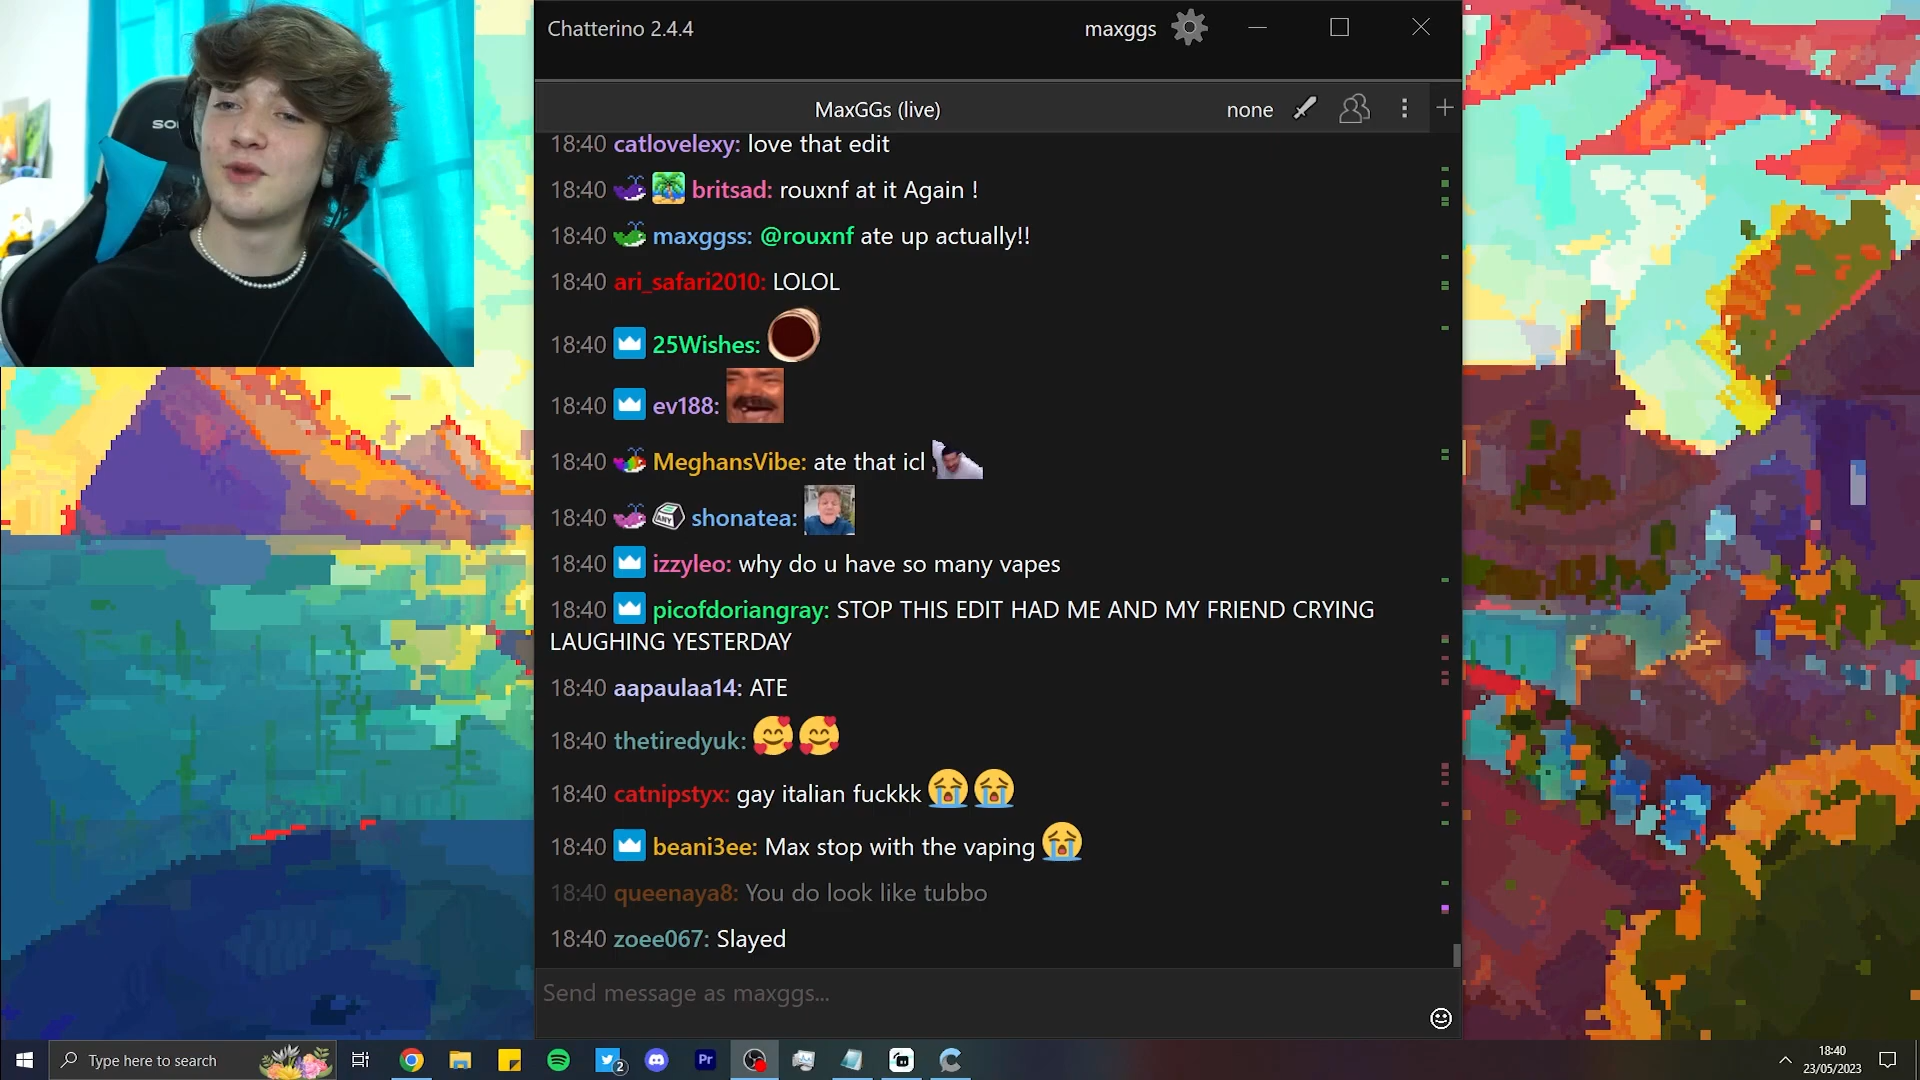 Chatterino 2.4.4
maxggs
MaxGGs (live)
none
18:40 catlovelexy: love that edit
18:40 britsad: rouxnf at it Again !
18:40 maxggss: @rouxnf ate up actually!!
18:40 ari_safari2010: LOLOL
18:40 25Wishes:
18:40 ev188:
18:40 MeghansVibe: ate that icl
18:40 ANY shonatea:
18:40 izzyleo: why do u have so many vapes
18:40 picofdoriangray: STOP THIS EDIT HAD ME AND MY FRIEND CRYING
LAUGHING YESTERDAY
18:40 aapaulaa14: ATE
18:40 thetiredyuk: 🥰 🥰
18:40 catnipstyx: gay italian fuckkk 😭 😭
18:40 beani3ee: Max stop with the vaping 😭
18:40 queenaya8: You do look like tubbo
18:40 zoee067: Slayed
Send message as maxggs...
Type here to search
2
Pr
18:40
23/05/2023